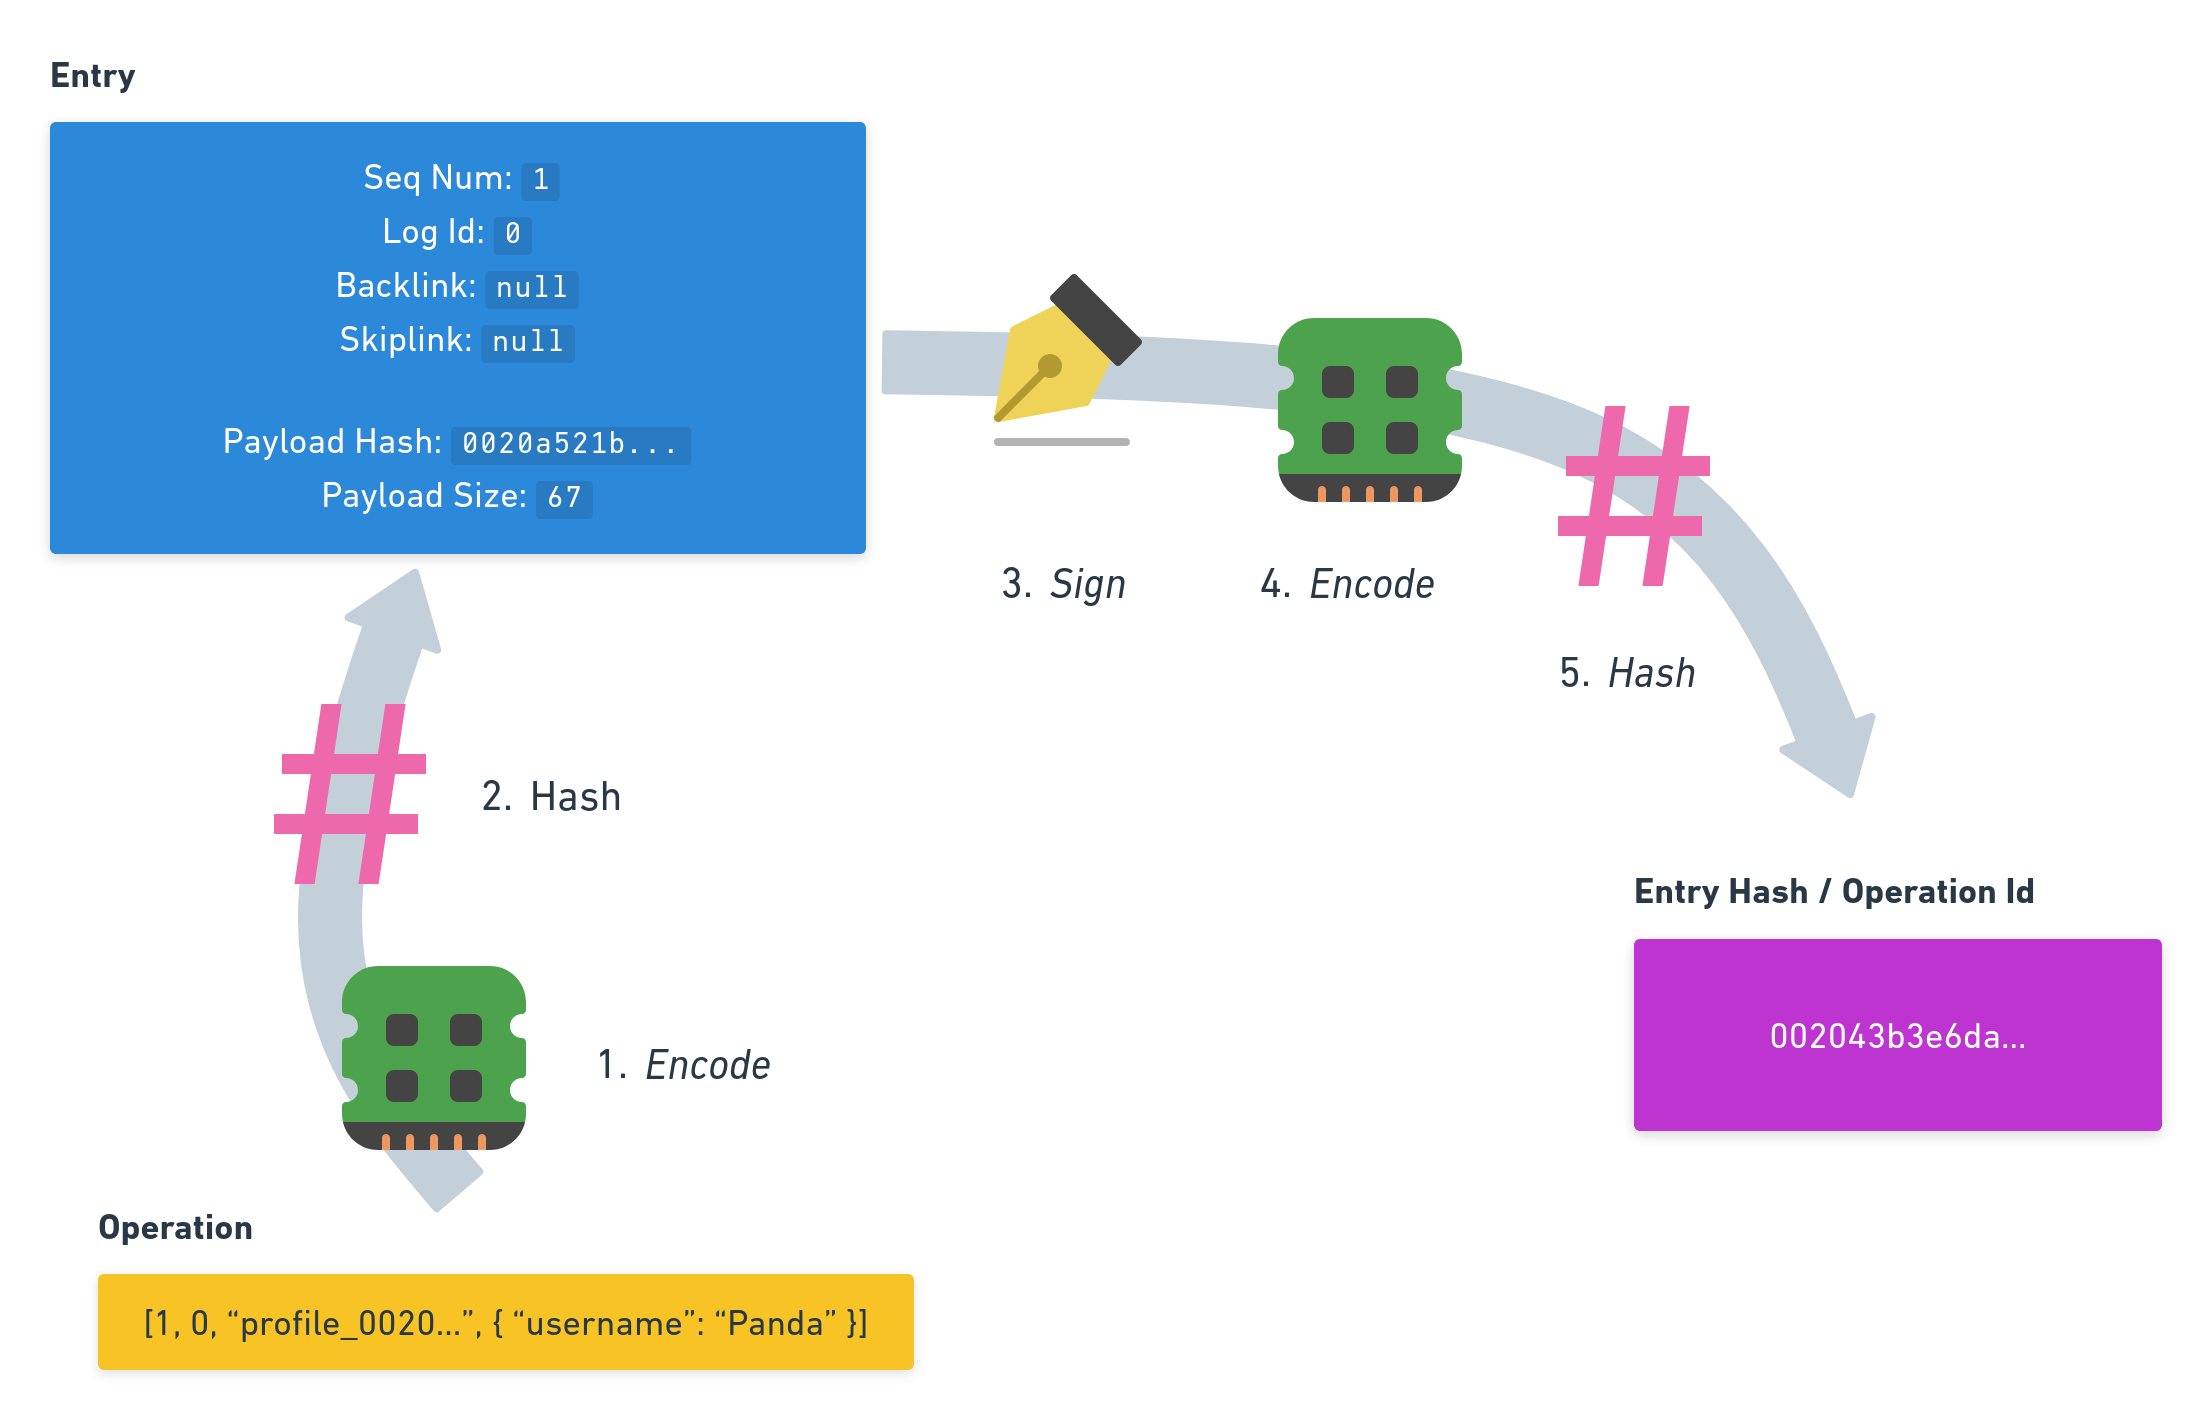 Entry
Seq Num: 1
Log Id: 0
Backlink: null
Skiplink: null
Payload Hash: 0020a521b...
Payload Size: 67
3. Sign
4. Encode
5. Hash
2. Hash
Entry Hash / Operation Id
002043b3e6da...
1. Encode
Operation
[1, 0, “profile_0020...”, { “username”: “Panda” }]